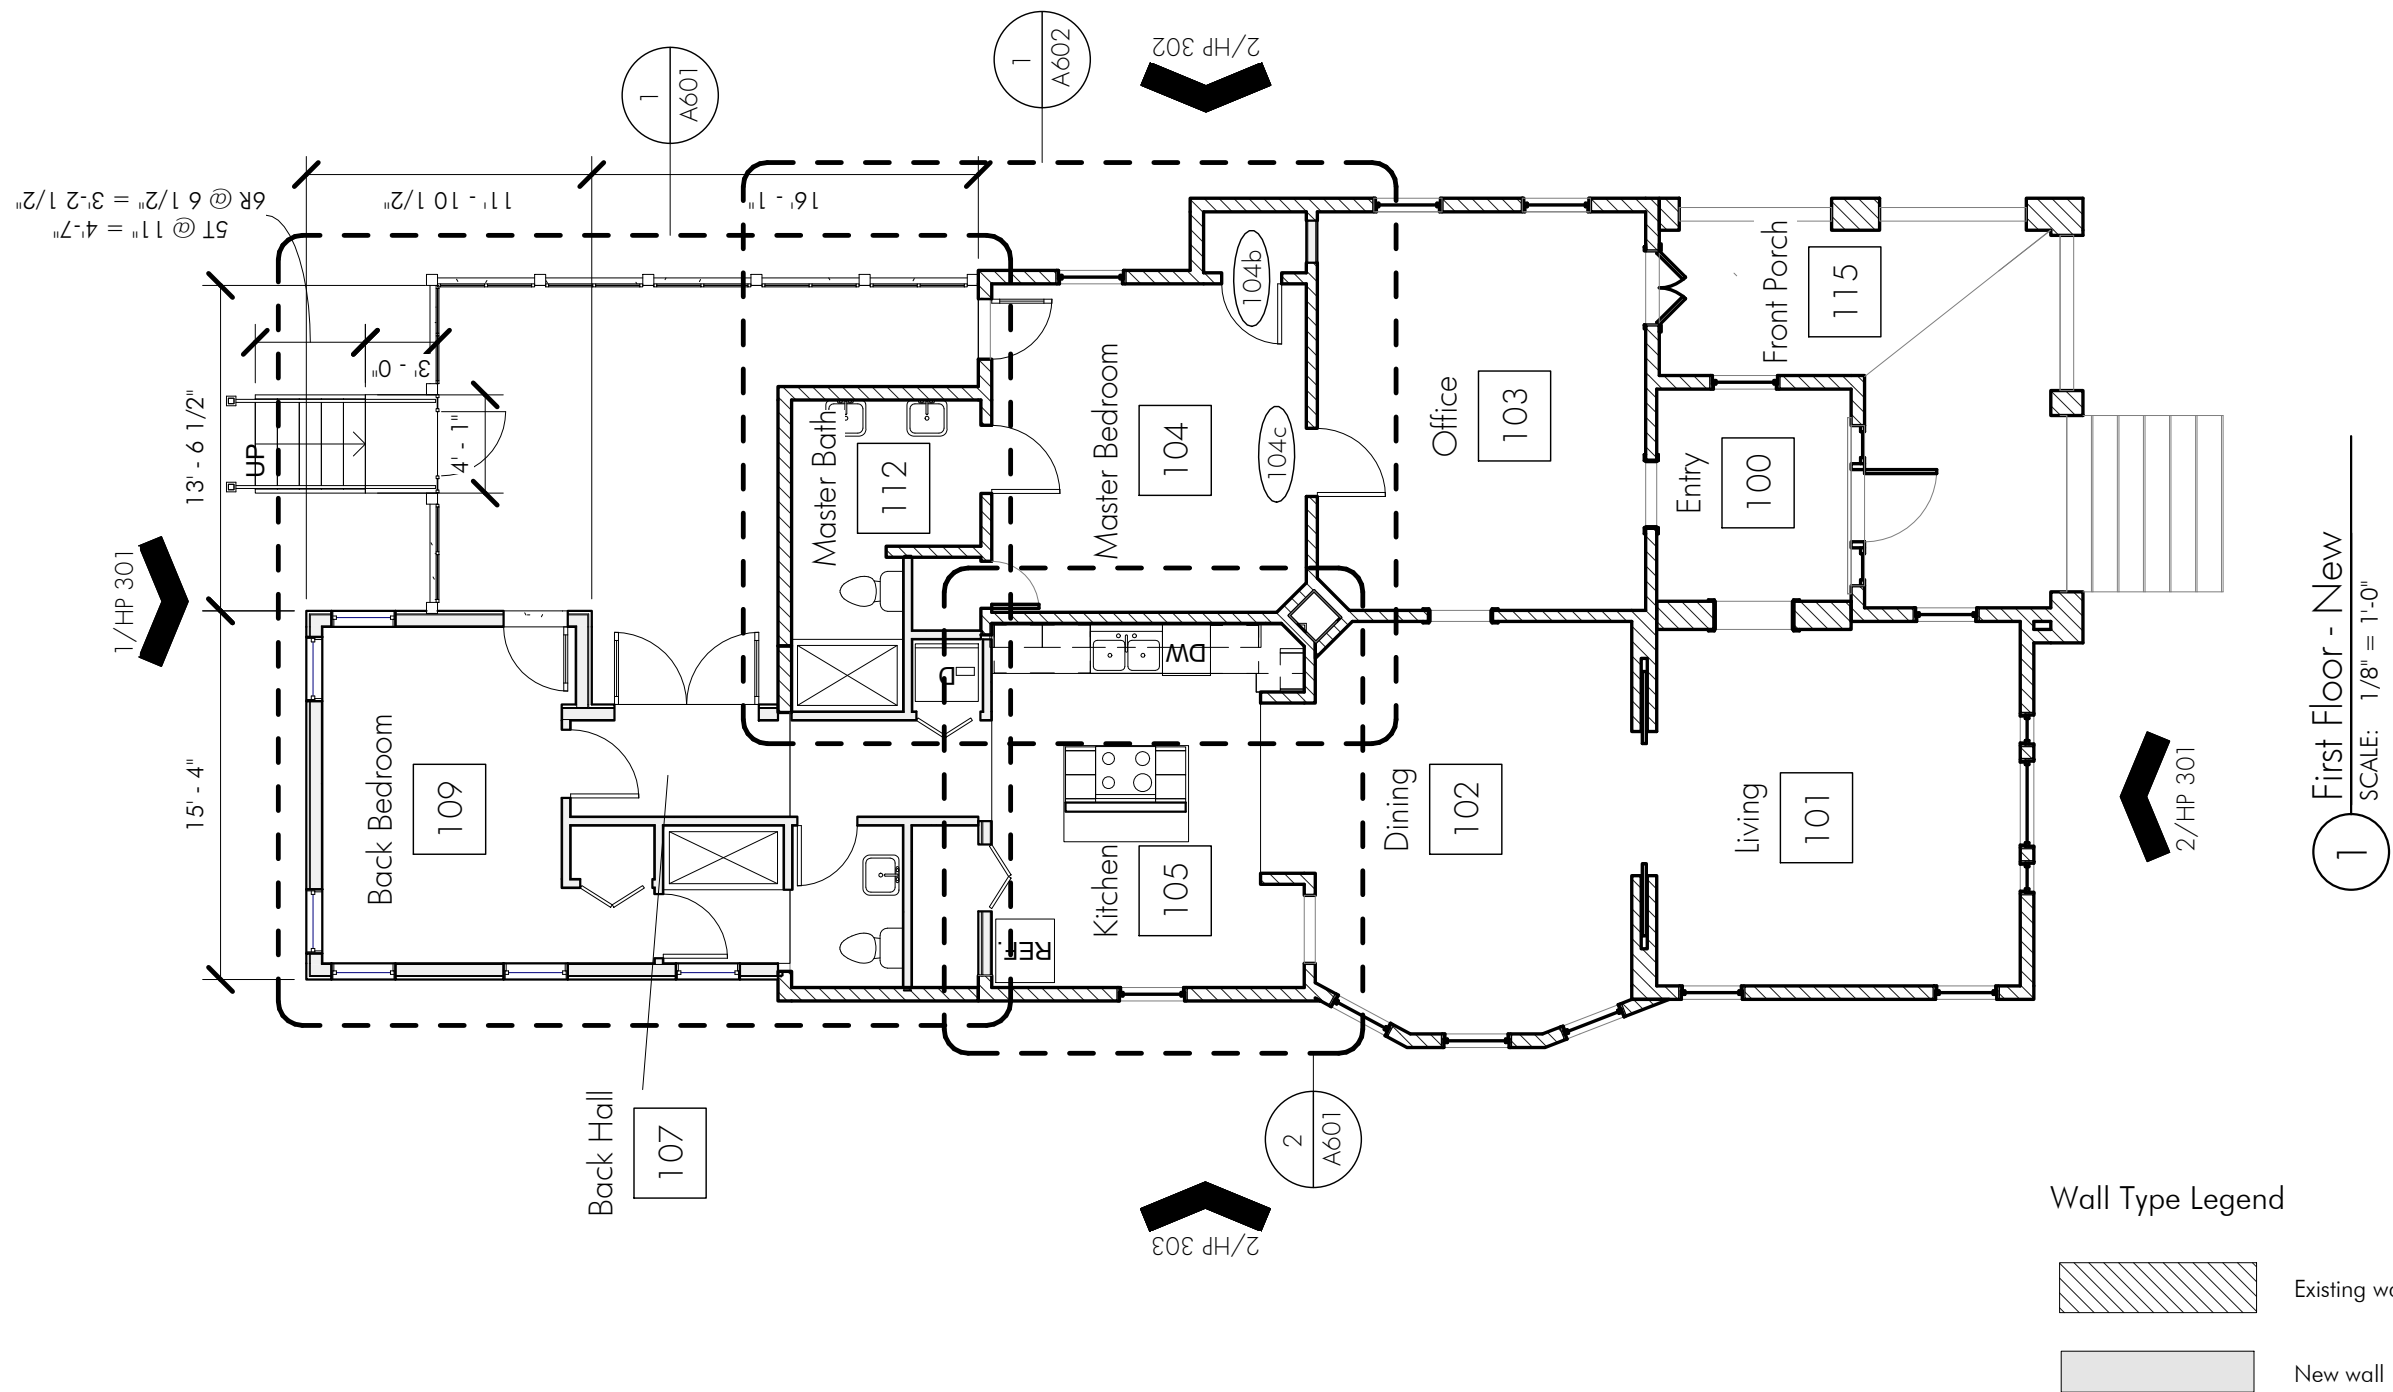 1
A601
1
A602
2/HP 302
6R @ 6 1/2" = 3'-2 1/2"
5T @ 11" = 4'-7"
11' - 10 1/2"
16' - 1"
3' - 0"
13' - 6 1/2"
UP
4' - 1"
15' - 4"
1/HP 301
Master Bath
112
Master Bedroom
104
104b
104c
Office
103
Front Porch
115
Entry
100
Back Bedroom
109
DW
Kitchen
105
REF.
Dining
102
Living
101
Back Hall
107
2
A601
2/HP 303
2/HP 301
1
First Floor - New
SCALE: 1/8" = 1'-0"
Wall Type Legend
Existing
New wall